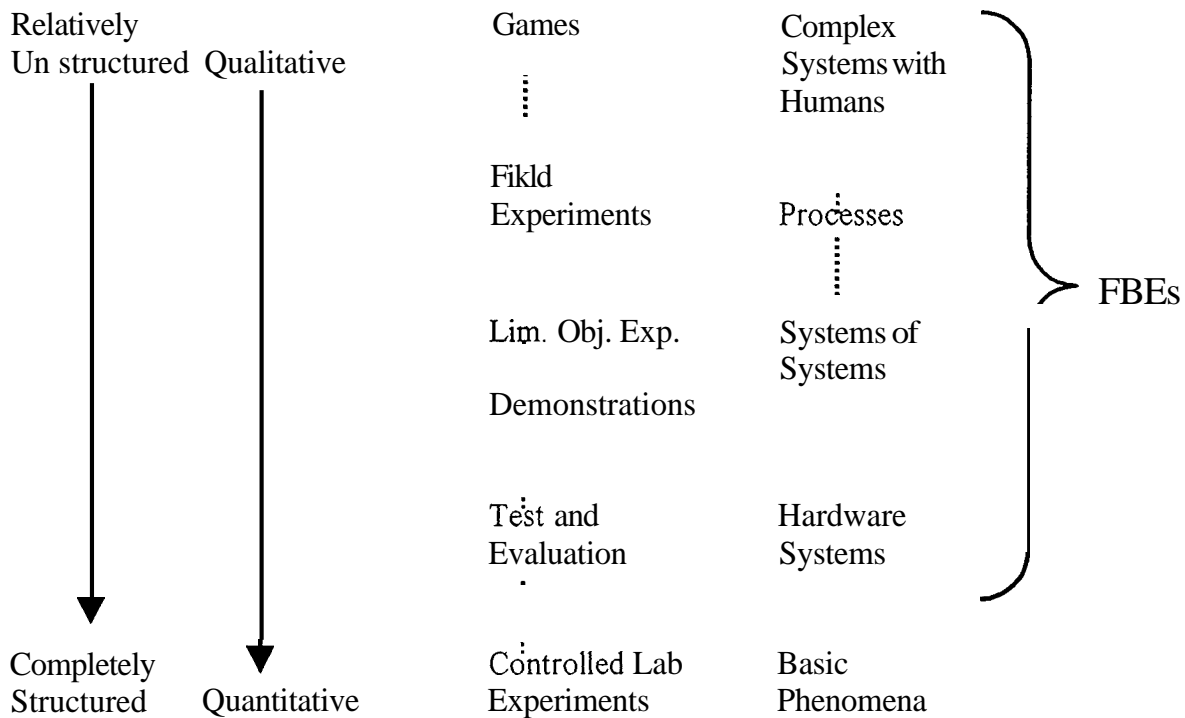 Relatively
Un structured Qualitative
Games
Complex
Systems with
Humans
Fikld
Experiments
Processes
FBEs
Lim. Obj. Exp.
Systems of
Systems
Demonstrations
Test and
Evaluation
Hardware
Systems
Completely
Structured
Quantitative
Controlled Lab
Experiments
Basic
Phenomena